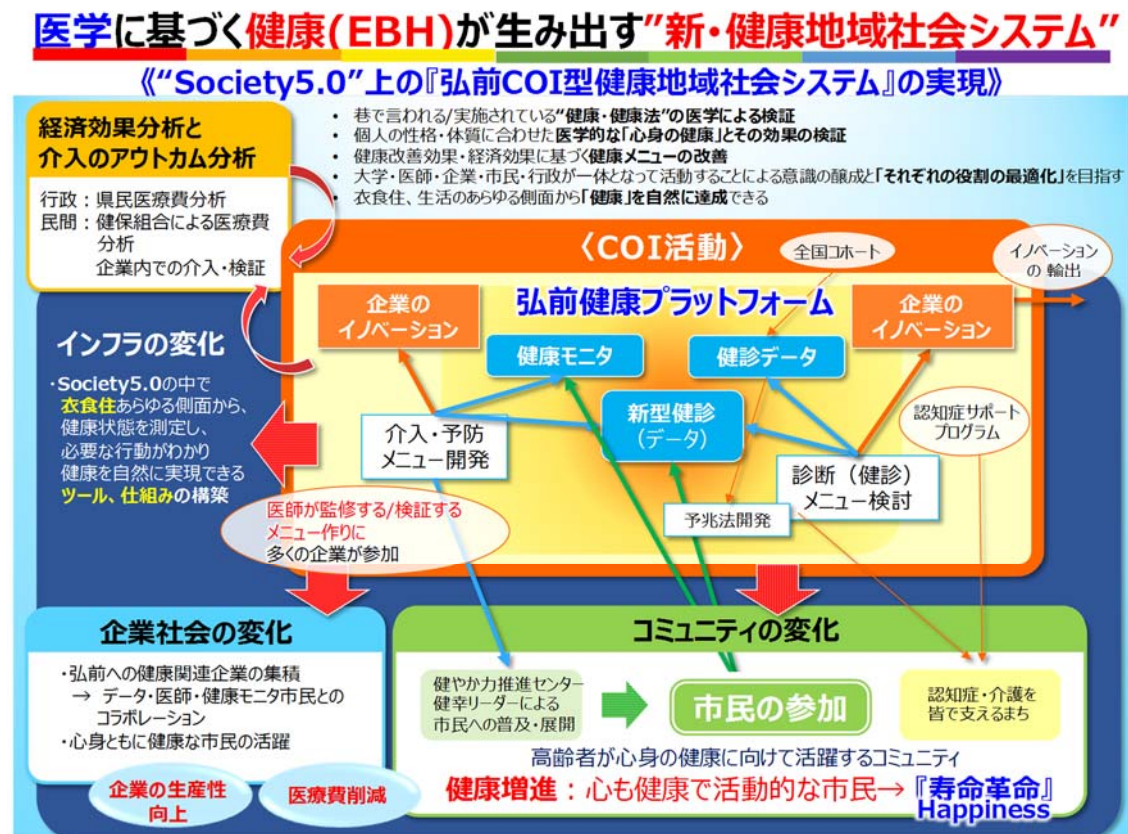 医学に基づく健康(EBH)が生み出す”新・健康地域社会システム”
《“Society5.0”上の『弘前COI型健康地域社会システム』の実現》
経済効果分析と
介入のアウトカム分析
行政：県民医療費分析
民間：健保組合による医療費
分析
企業内での介入・検証
• 巷で言われる/実施されている“健康・健康法”の医学による検証
• 個人の性格・体質に合わせた医学的な「心身の健康」とその効果の検証
• 健康改善効果・経済効果に基づく健康メニューの改善
• 大学・医師・企業・市民・行政が一体となって活動することによる意識の醸成と「それぞれの役割の最適化」を目指す
• 衣食住、生活のあらゆる側面から「健康」を自然に達成できる
〈COI活動〉
全国コホート
イノベーション
の 輸出
企業の
イノベーション
弘前健康プラットフォーム
企業の
イノベーション
健康モニタ
健診データ
新型健診
（データ）
介入・予防
メニュー開発
診断（健診）
メニュー検討
予兆法開発
認知症サポート
プログラム
医師が監修する/検証する
メニュー作りに
多くの企業が参加
インフラの変化
・Society5.0の中で
衣食住あらゆる側面から、
健康状態を測定し、
必要な行動がわかり
健康を自然に実現できる
ツール、仕組みの構築
企業社会の変化
・弘前への健康関連企業の集積
→ データ・医師・健康モニタ市民との
コラボレーション
・心身ともに健康な市民の活躍
企業の生産性
向上
医療費削減
コミュニティの変化
健やか力推進センター
健幸リーダーによる
市民への普及・展開
市民の参加
認知症・介護を
皆で支えるまち
高齢者が心身の健康に向けて活躍するコミュニティ
健康増進：心も健康で活動的な市民→『寿命革命』
Happiness